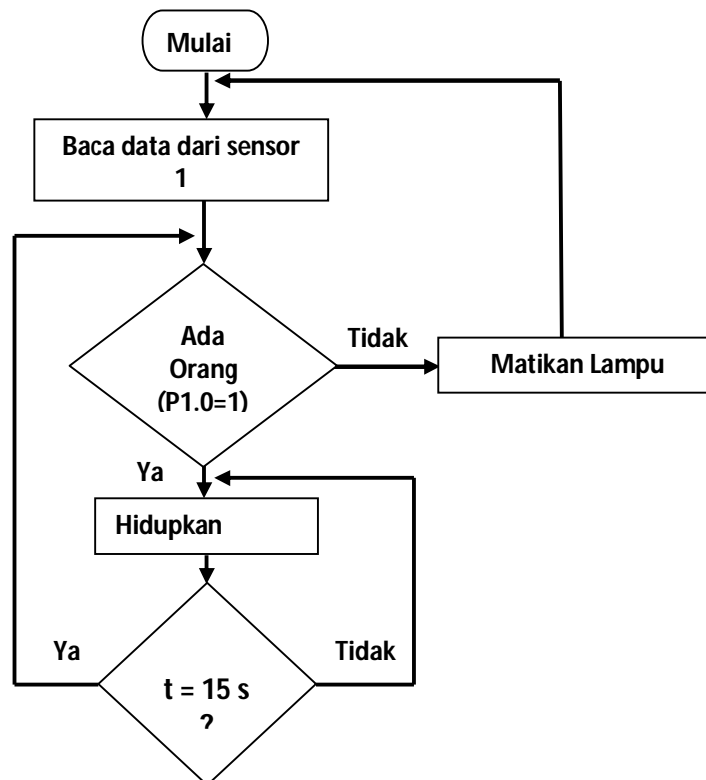 Mulai
Baca data dari sensor
1
Ada
Orang
(P1.0=1)
Tidak
Matikan Lampu
Ya
Hidupkan
Ya
Tidak
t = 15 s
?